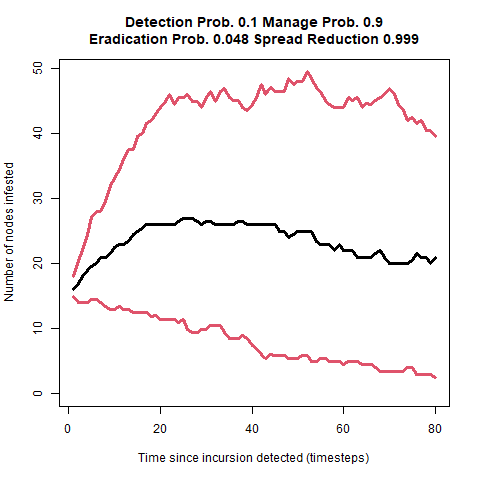 Detection Prob. 0.1 Manage Prob. 0.9
Eradication Prob. 0.048 Spread Reduction 0.999
Number of nodes infested
50
40
30
20
10
0
0 20 40 60 80
Time since incursion detected (timesteps)